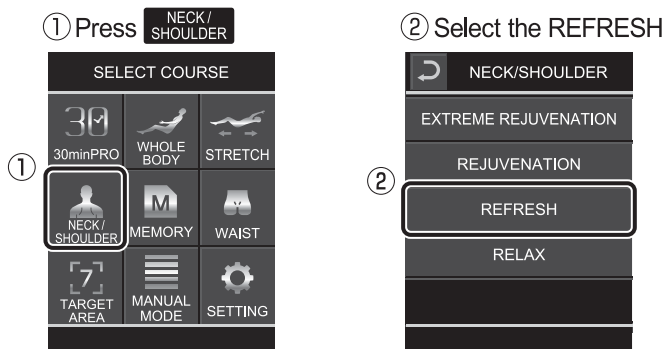 ① Press NECK / SHOULDER
SELECT COURSE
30
30minPRO
WHOLE
BODY
STRETCH
①
NECK /
SHOULDER
M
MEMORY
WAIST
7
TARGET
AREA
MANUAL
MODE
SETTING
② Select the REFRESH
NECK/SHOULDER
EXTREME REJUVENATION
REJUVENATION
②
REFRESH
RELAX